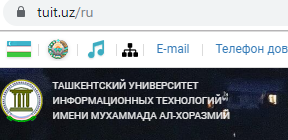 tuit.uz/ru
E-mail
Телефон дов
ТАШКЕНТСКИЙ УНИВЕРСИТЕТ
ИНФОРМАЦИОННЫХ ТЕХНОЛОГИЙ
ИМЕНИ МУХАММАДА АЛ-ХОРАЗМИЙ